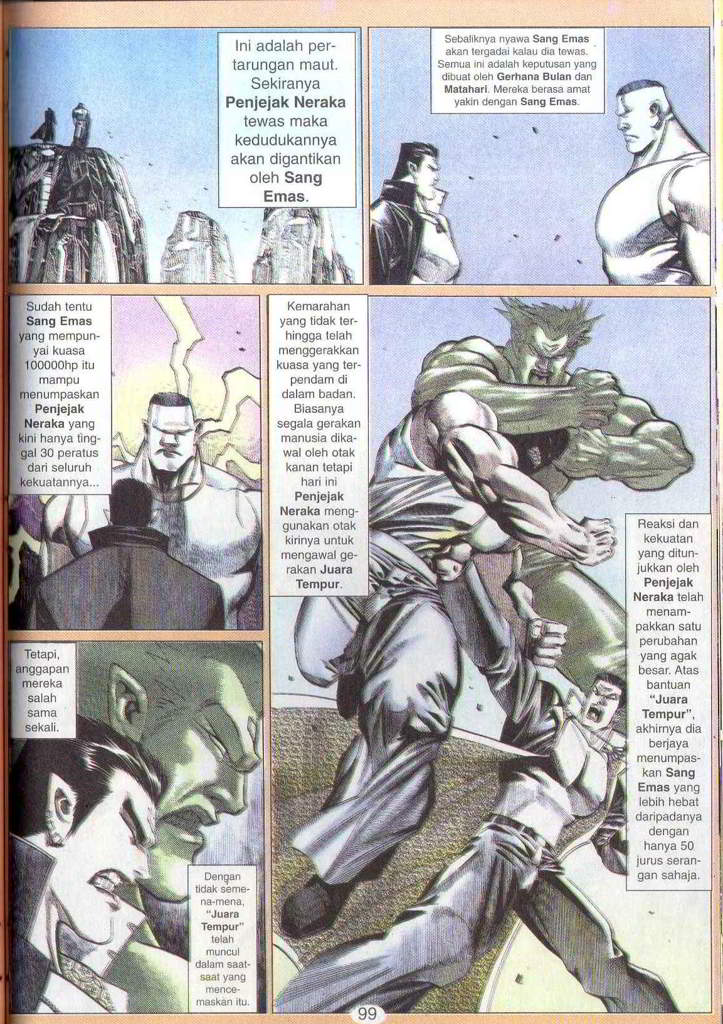 Ini adalah per-
tarungan maut.
Sekiranya
Penjejak Neraka
tewas maka
kedudukannya
akan digantikan
oleh Sang
Emas.
Sebaliknya nyawa Sang Emas
akan tergadai kalau dia tewas.
Semua ini adalah keputusan yang
dibuat oleh Gerhana Bulan dan
Matahari. Mereka berasa amat
yakin dengan Sang Emas.
Sudah tentu
Sang Emas
yang mempun-
yai kuasa
100000hp itu
mampu
menumpaskan
Penjejak
Neraka yang
kini hanya ting-
gal 30 peratus
dari seluruh
kekuatannya...
Kemarahan
yang tidak ter-
hingga telah
menggerakkan
kuasa yang ter-
pendam di
dalam badan.
Biasanya
segala gerakan
manusia dika-
wal oleh otak
kanan tetapi
hari ini
Penjejak
Neraka meng-
gunakan otak
kirinya untuk
mengawal ge-
rakan Juara
Tempur.
Reaksi dan
kekuatan
yang ditun-
jukkan oleh
Penjejak
Neraka telah
menam-
pakkan satu
perubahan
yang agak
besar. Atas
bantuan
“Juara
Tempur”,
akhirnya dia
berjaya
menumpas-
kan Sang
Emas yang
lebih hebat
daripadanya
dengan
hanya 50
jurus seran-
gan sahaja.
Tetapi,
anggapan
mereka
salah
sama
sekali.
Dengan
tidak seme-
na-mena,
“Juara
Tempur”
telah
muncul
dalam saat-
saat yang
mence-
maskan itu.
99